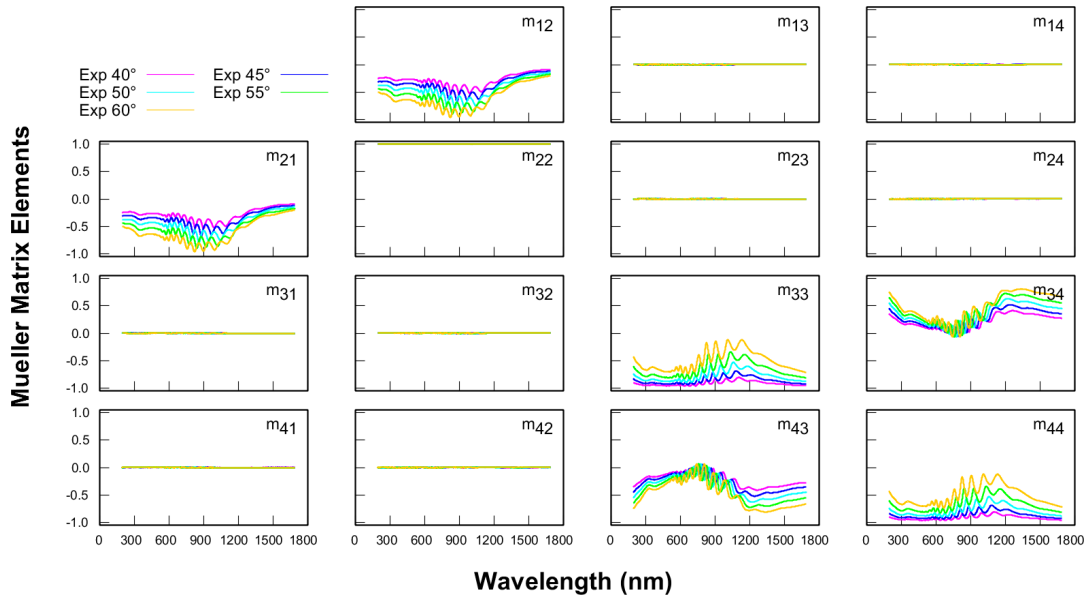 m12
m13
m14
Exp 40° Exp 45°
Exp 50° Exp 55°
Exp 60°
Mueller Matrix Elements
1.0
0.5
0.0
-0.5
-1.0
m21
m22
m23
m24
1.0
0.5
0.0
-0.5
-1.0
m31
m32
m33
m34
1.0
0.5
0.0
-0.5
-1.0
m41
m42
m43
m44
0 300 600 900 1200 1500 1800
0 300 600 900 1200 1500 1800
0 300 600 900 1200 1500 1800
0 300 600 900 1200 1500 1800
Wavelength (nm)